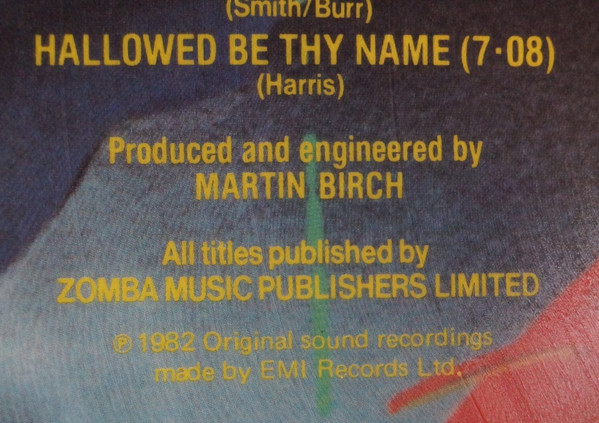 (Smith/Burr)
HALLOWED BE THY NAME (7·08)
(Harris)
Produced and engineered by
MARTIN BIRCH
All titles published by
ZOMBA MUSIC PUBLISHERS LIMITED
℗ 1982 Original sound recordings
made by EMI Records Ltd.